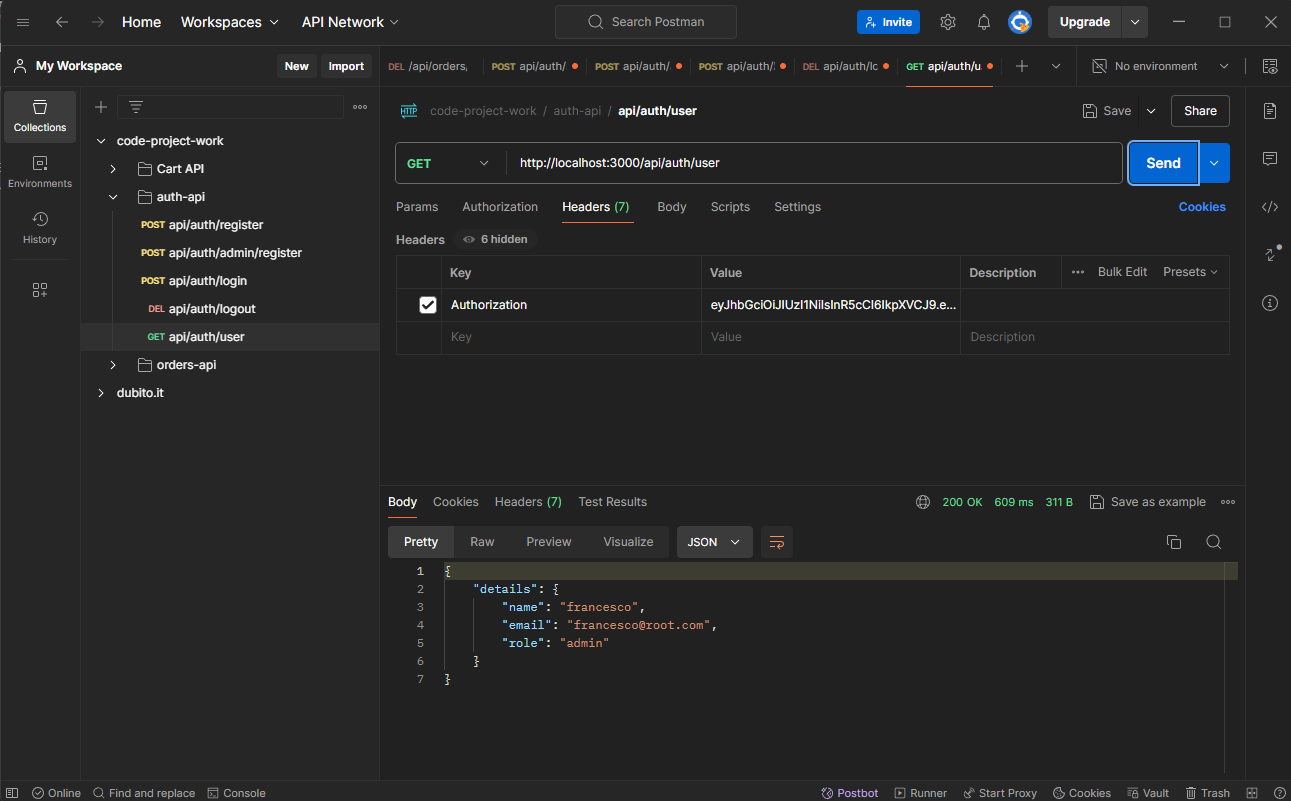 Home Workspaces API Network Search Postman Invite Upgrade
My Workspace New Import DEL /api/orders, POST api/auth/ POST api/auth/ POST api/auth/ DEL api/auth/lo GET api/auth/u No environment
Collections
Environments
History
code-project-work
Cart API
auth-api
POST api/auth/register
POST api/auth/admin/register
POST api/auth/login
DEL api/auth/logout
GET api/auth/user
orders-api
dubito.it
HTTP code-project-work / auth-api / api/auth/user Save Share
GET http://localhost:3000/api/auth/user Send
Params Authorization Headers (7) Body Scripts Settings Cookies
Headers 6 hidden
Key Value Description ••• Bulk Edit Presets
Authorization eyJhbGciOiJIUzI1NiIsInR5cCI6IkpXVCJ9.e...
Key Value Description
Body Cookies Headers (7) Test Results 200 OK 609 ms 311 B Save as example
Pretty Raw Preview Visualize JSON
1 {
2 "details": {
3 "name": "francesco",
4 "email": "francesco@root.com",
5 "role": "admin"
6 }
7 }
Online Find and replace Console Postbot Runner Start Proxy Cookies Vault Trash